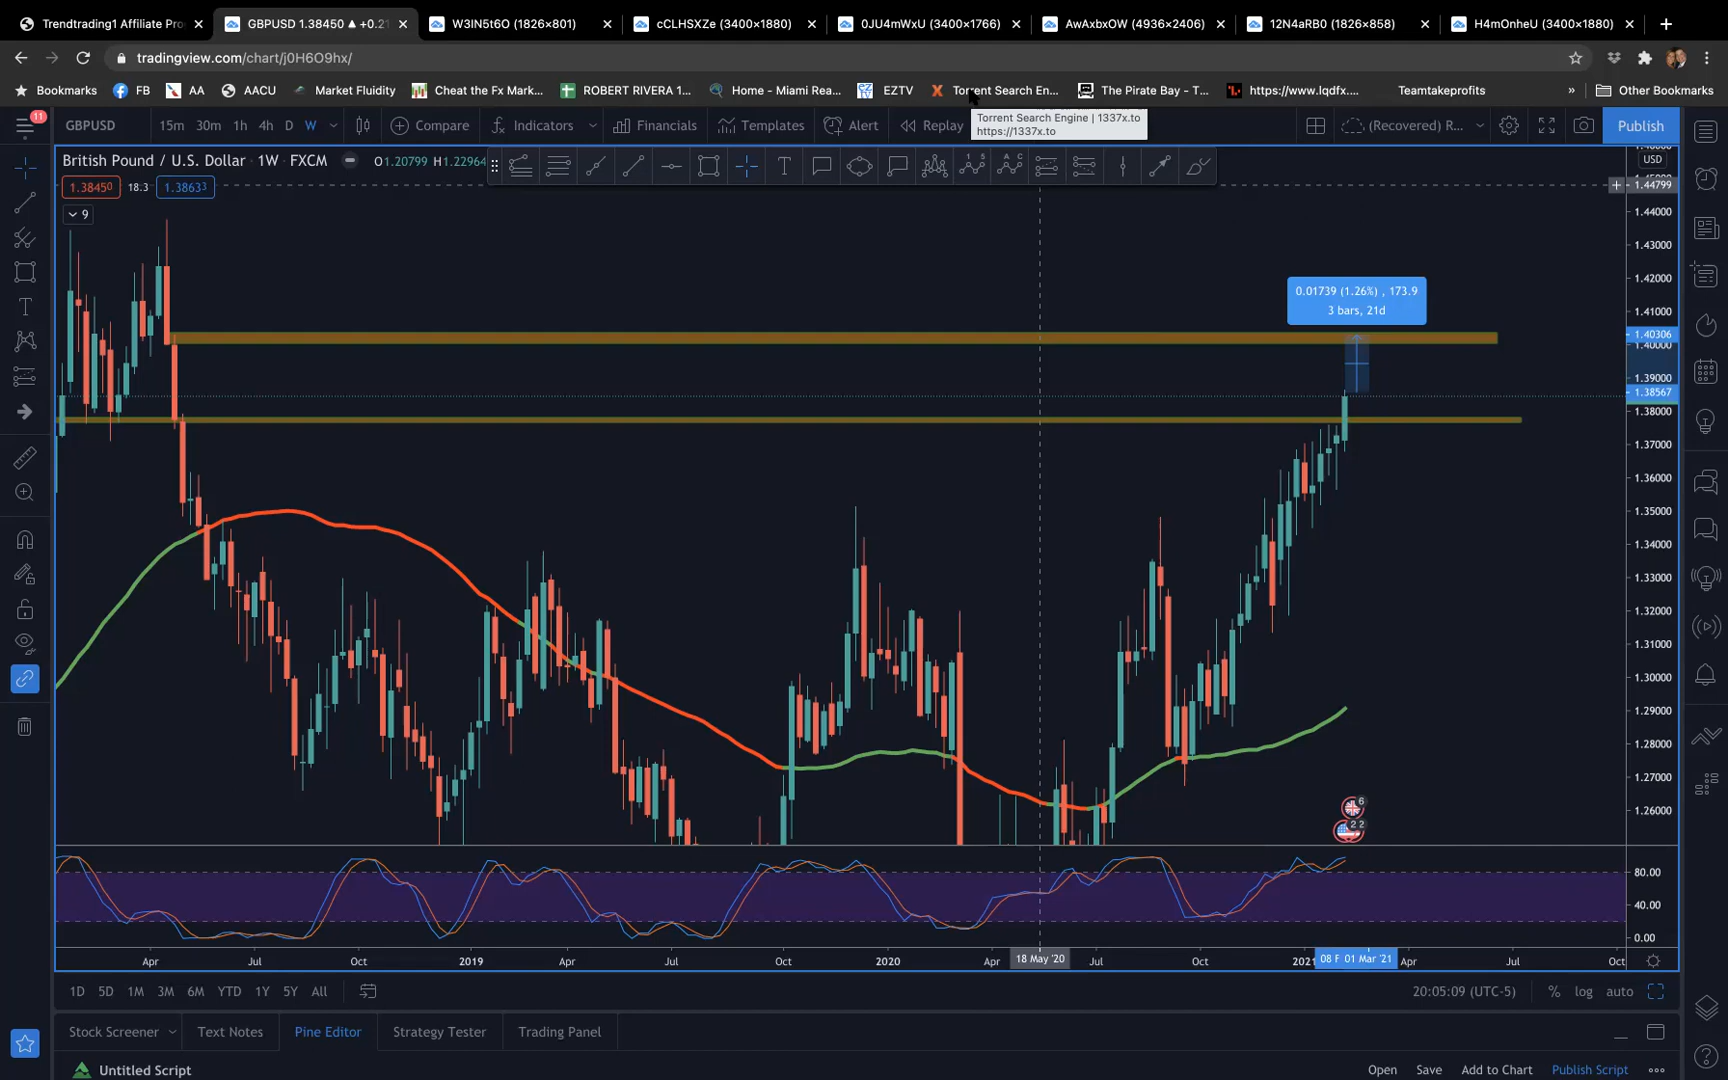 Trendtrading1 Affiliate Pro
GBPUSD 1.38450 ▲ +0.21
W3IN5t6O (1826×801)
cCLHSXZe (3400×1880)
0JU4mWxU (3400×1766)
AwAxbxOW (4936×2406)
12N4aRB0 (1826×858)
H4mOnheU (3400×1880)
tradingview.com/chart/j0H6O9hx/
Bookmarks
FB
AA
AACU
Market Fluidity
Cheat the Fx Mark...
ROBERT RIVERA 1...
Home - Miami Rea...
EZTV
Torrent Search En...
The Pirate Bay - T...
https://www.lqdfx....
Teamtakeprofits
»
Other Bookmarks
Torrent Search Engine | 1337x.to
https://1337x.to
11
GBPUSD
15m
30m
1h
4h
D
W
Compare
Indicators
Financials
Templates
Alert
Replay
(Recovered) R...
Publish
British Pound / U.S. Dollar · 1W · FXCM
O1.20799 H1.22964
USD
1.38450
18.3
1.38633
9
1.44799
1.44000
1.43000
1.42000
1.41000
1.40306
1.40000
1.39000
1.38567
1.38000
1.37000
1.36000
1.35000
1.34000
1.33000
1.32000
1.31000
1.30000
1.29000
1.28000
1.27000
1.26000
0.01739 (1.26%) , 173.9
3 bars, 21d
6
2 2
80.00
40.00
0.00
Apr
Jul
Oct
2019
Apr
Jul
Oct
2020
Apr
18 May '20
Jul
Oct
2021
08 F
01 Mar '21
Apr
Jul
Oct
1D
5D
1M
3M
6M
YTD
1Y
5Y
All
20:05:09 (UTC-5)
%
log
auto
Stock Screener
Text Notes
Pine Editor
Strategy Tester
Trading Panel
Untitled Script
Open
Save
Add to Chart
Publish Script